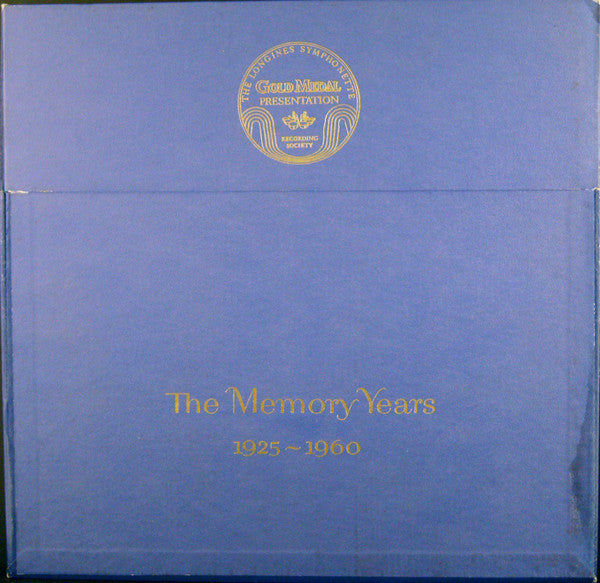 THE LONGINES SYMPHONETTE
GOLD MEDAL
PRESENTATION
RECORDING
SOCIETY
The Memory Years
1925~1960